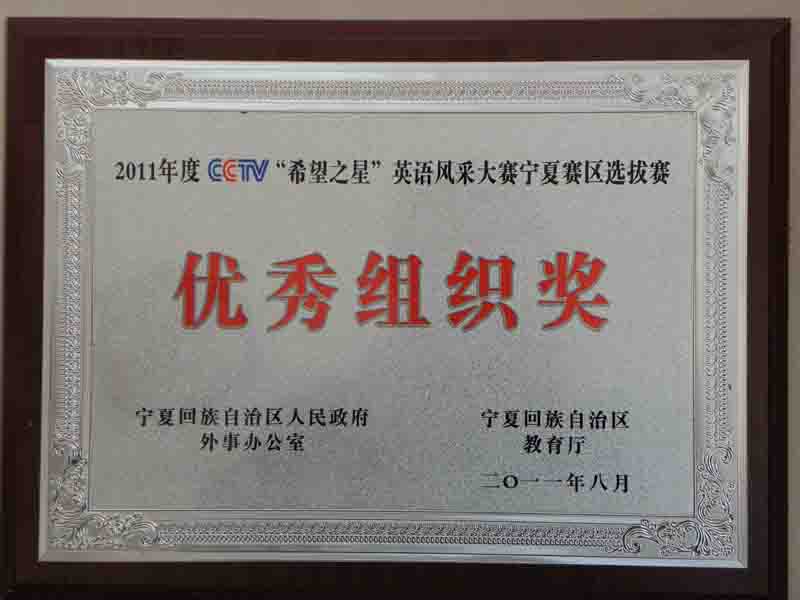 2011年度 CCTV “希望之星” 英语风采大赛宁夏赛区选拔赛
优秀组织奖
宁夏回族自治区人民政府
外事办公室
宁夏回族自治区
教育厅
二〇一一年八月